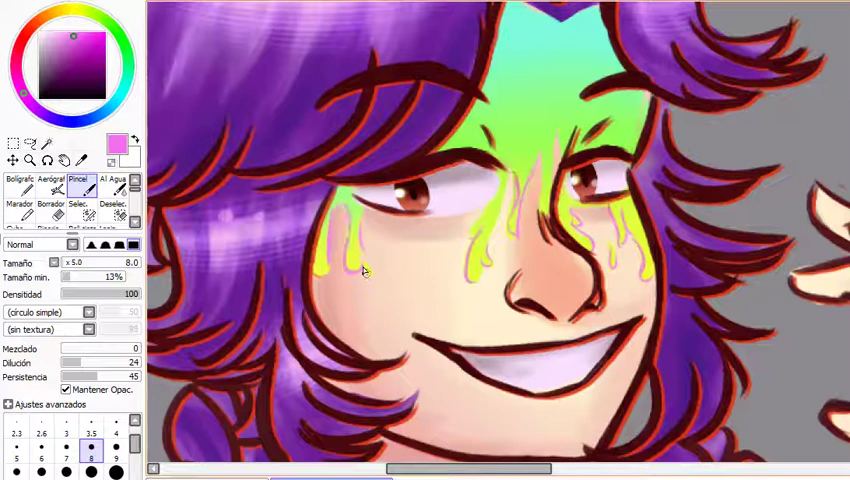 Bolígrafo Aerógraf Pincel Al Agua
Marador Borrador Selec. Deselec.
Normal
Tamaño x 5.0 8.0
Tamaño min. 13%
Densitidad 100
(círculo simple) 50
(sin textura) 95
Mezclado 0
Dilución 24
Persistencia 45
Mantener Opac.
Ajustes avanzados
2.3 2.6 3 3.5 4
5 6 7 8 9